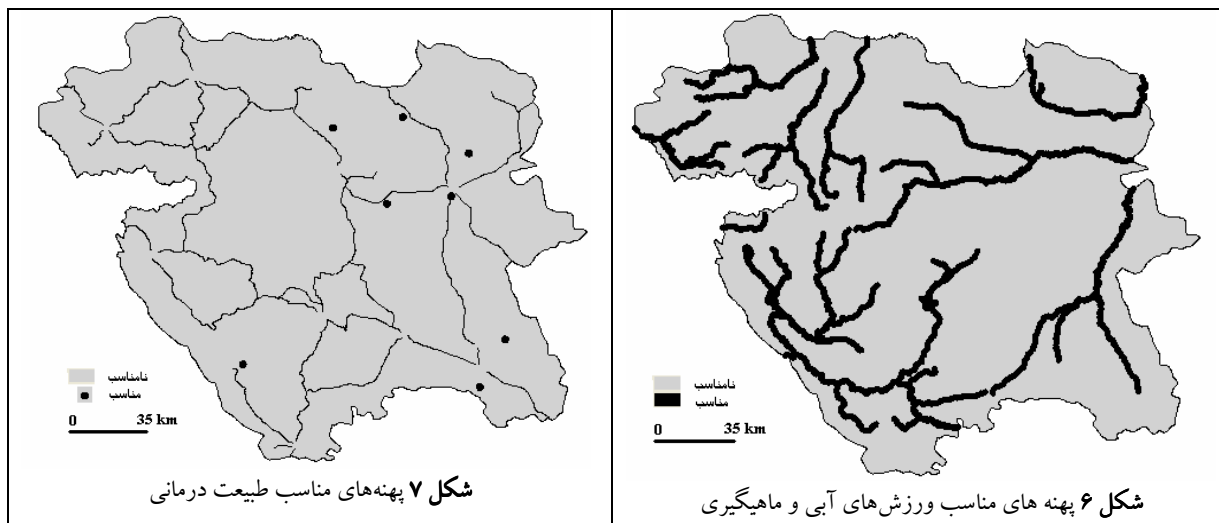 نامناسب
مناسب
0 35 km
شکل ۶ پهنه های مناسب ورزش‌های آبی و ماهیگیری
نامناسب
مناسب
0 35 km
شکل ۷ پهنه‌های مناسب طبیعت درمانی